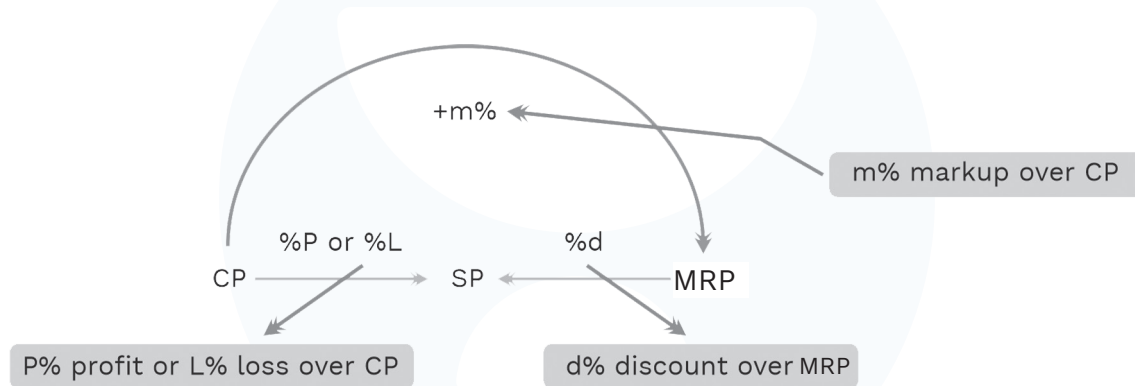 +m%
m% markup over CP
%P or %L
%d
CP
SP
MRP
P% profit or L% loss over CP
d% discount over MRP